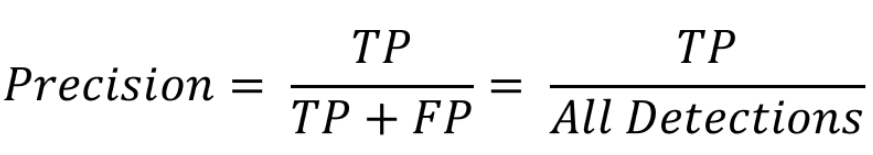 Precision = TP / TP + FP = TP / All Detections